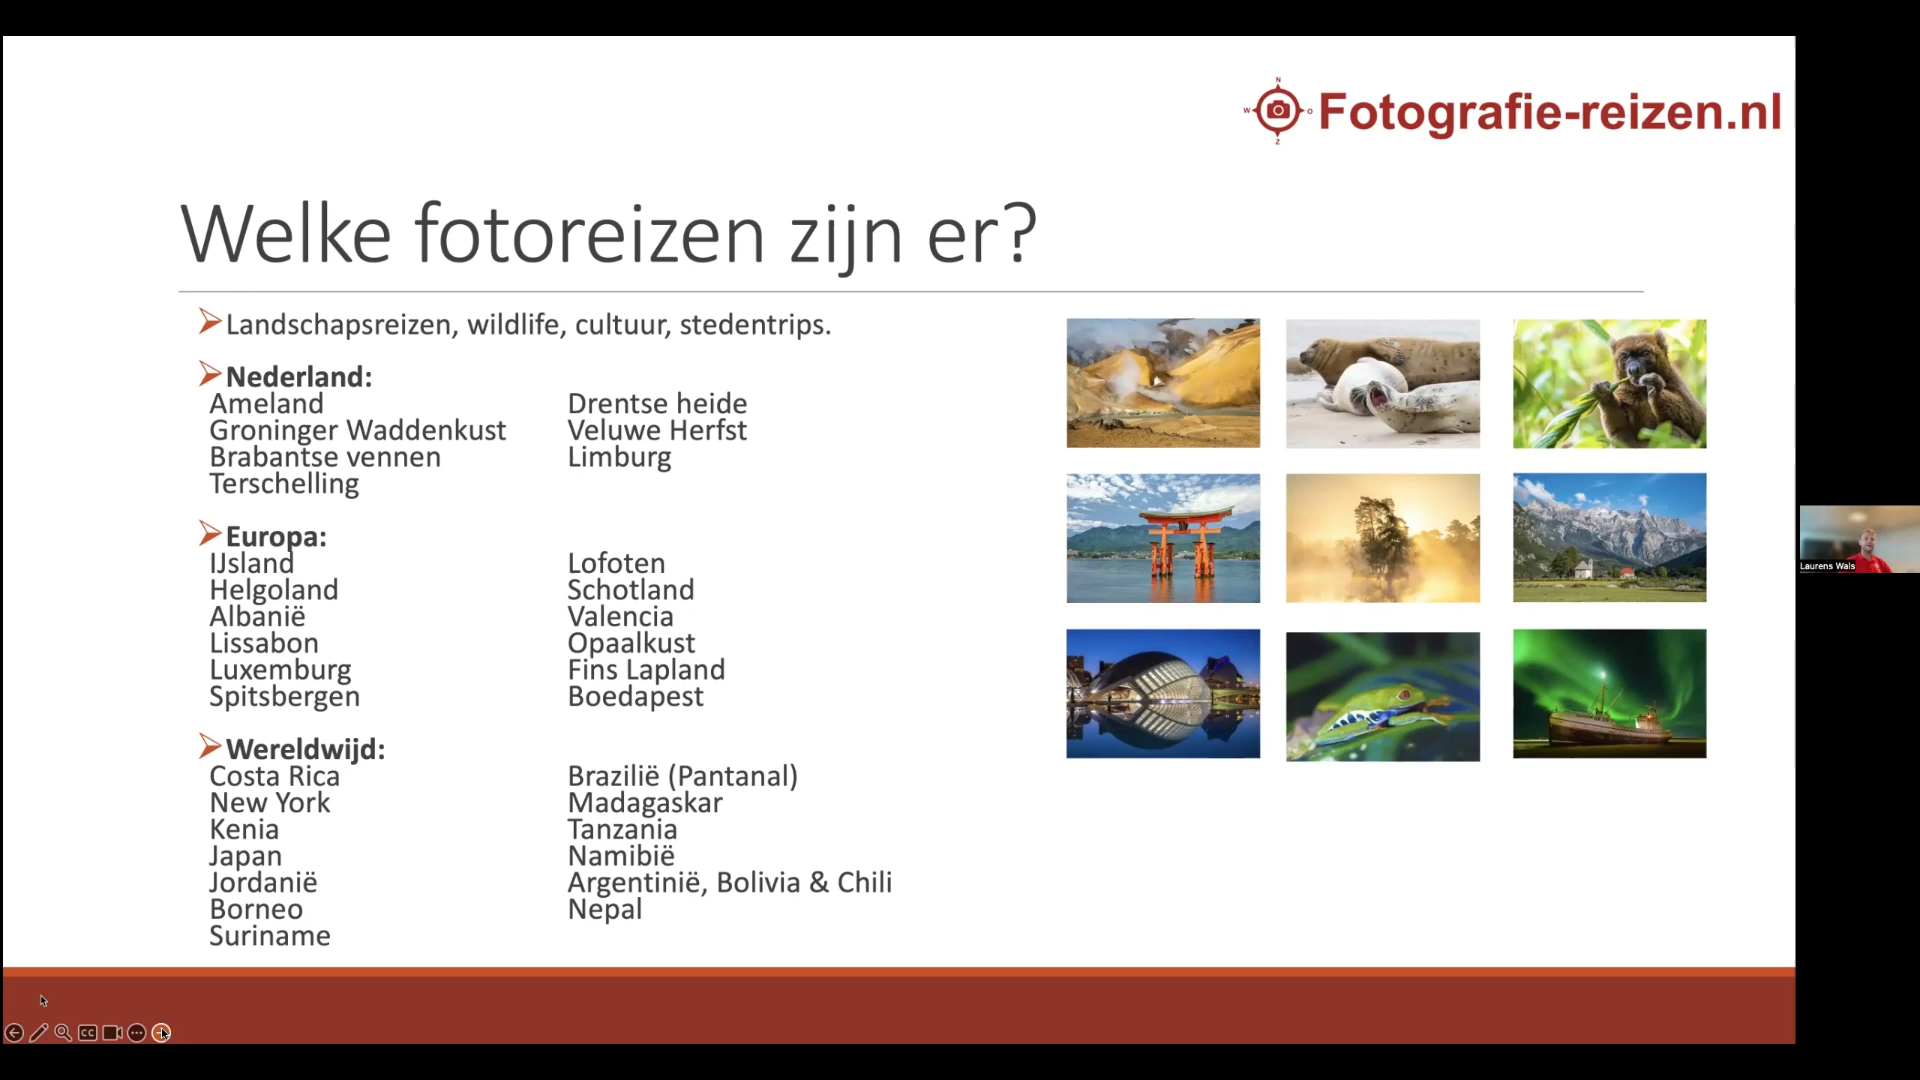 N
W
O
Z
Fotografie-reizen.nl
Welke fotoreizen zijn er?
Landschapsreizen, wildlife, cultuur, stedentrips.
Nederland:
Ameland
Groninger Waddenkust
Brabantse vennen
Terschelling
Drentse heide
Veluwe Herfst
Limburg
Europa:
IJsland
Helgoland
Albanië
Lissabon
Luxemburg
Spitsbergen
Lofoten
Schotland
Valencia
Opaalkust
Fins Lapland
Boedapest
Wereldwijd:
Costa Rica
New York
Kenia
Japan
Jordanië
Borneo
Suriname
Brazilië (Pantanal)
Madagaskar
Tanzania
Namibië
Argentinië, Bolivia & Chili
Nepal
Laurens Wals
CC